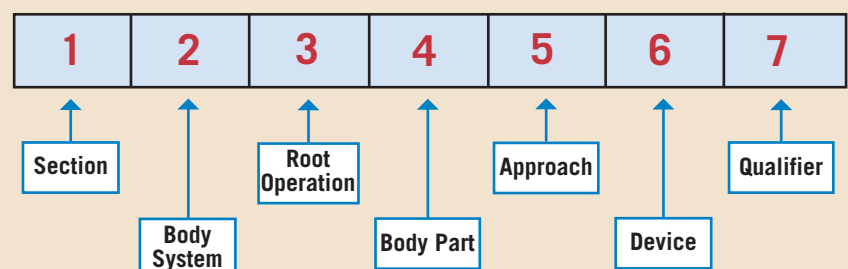 1 2 3 4 5 6 7
Section
Root
Operation
Approach
Qualifier
Body
System
Body Part
Device